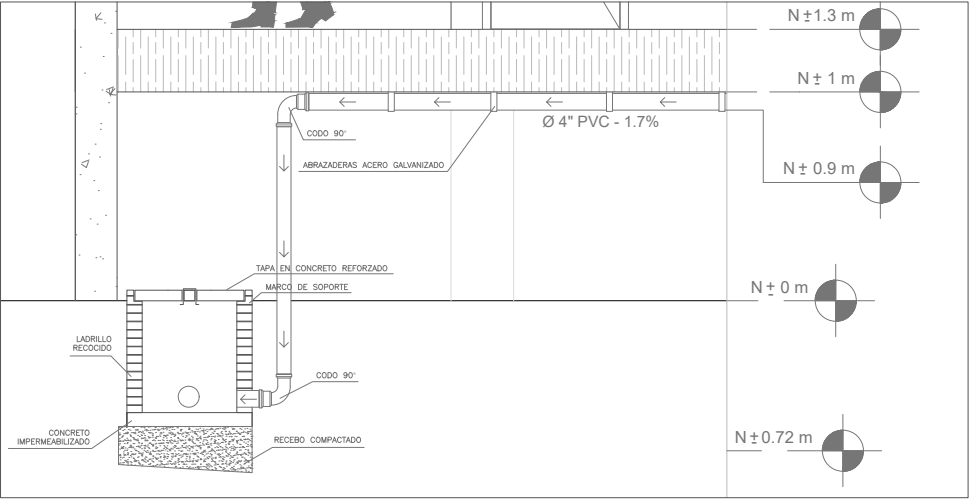 N±1.3 m
N± 1 m
Ø 4" PVC - 1.7%
CODO 90°
ABRAZADERAS ACERO GALVANIZADO
N± 0.9 m
TAPA EN CONCRETO REFORZADO
MARCO DE SOPORTE
N± 0 m
LADRILLO
RECOCIDO
CODO 90°
CONCRETO
IMPERMEABILIZADO
RECEBO COMPACTADO
N±0.72 m